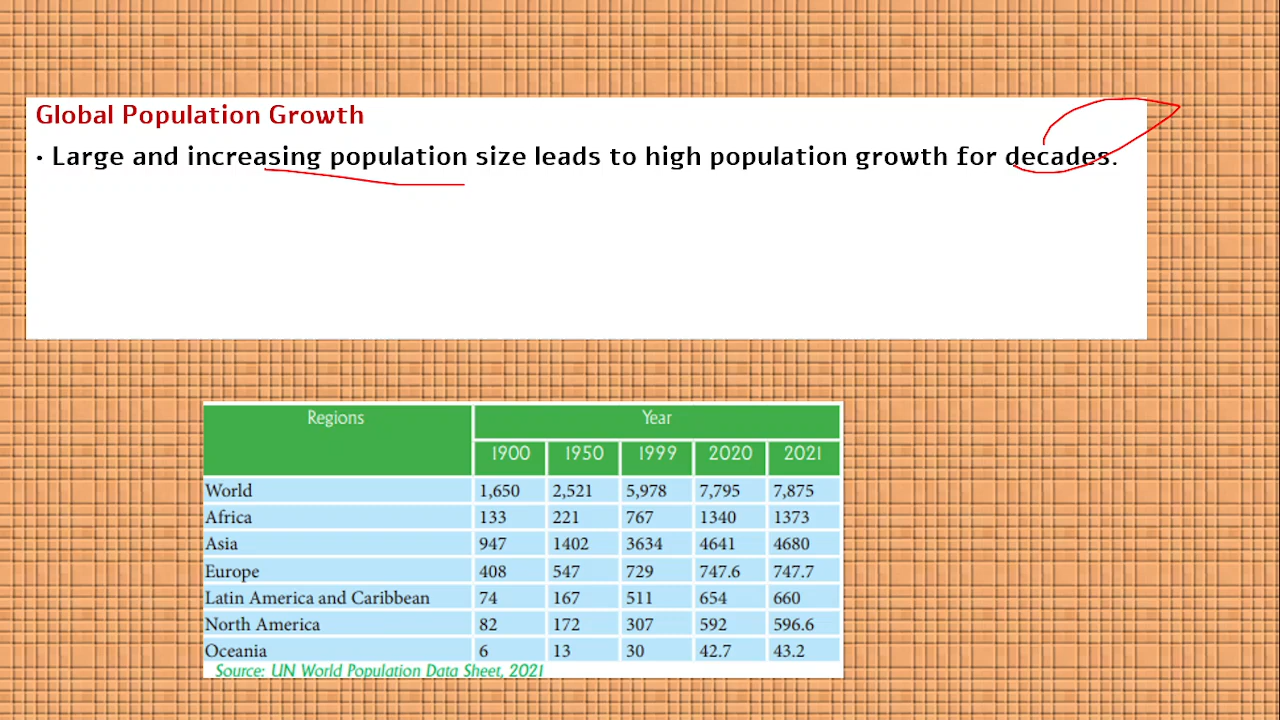 Global Population Growth
• Large and increasing population size leads to high population growth for decades.
Regions Year
1900 1950 1999 2020 2021
World 1,650 2,521 5,978 7,795 7,875
Africa 133 221 767 1340 1373
Asia 947 1402 3634 4641 4680
Europe 408 547 729 747.6 747.7
Latin America and Caribbean 74 167 511 654 660
North America 82 172 307 592 596.6
Oceania 6 13 30 42.7 43.2
Source: UN World Population Data Sheet, 2021